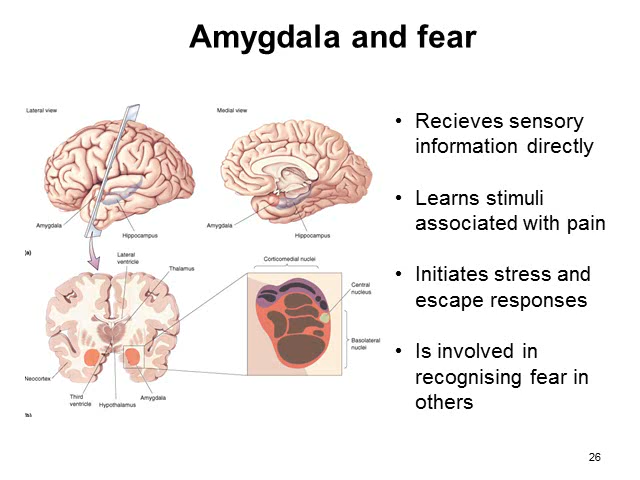 Amygdala and fear
Lateral view
Medial view
Amygdala
Hippocampus
Amygdala
Hippocampus
(a)
Lateral
ventricle
Thalamus
Neocortex
Third
ventricle
Hypothalamus
Amygdala
Corticomedial nuclei
Central
nucleus
Basolateral
nuclei
(b)
• Recieves sensory
information directly
• Learns stimuli
associated with pain
• Initiates stress and
escape responses
• Is involved in
recognising fear in
others
26